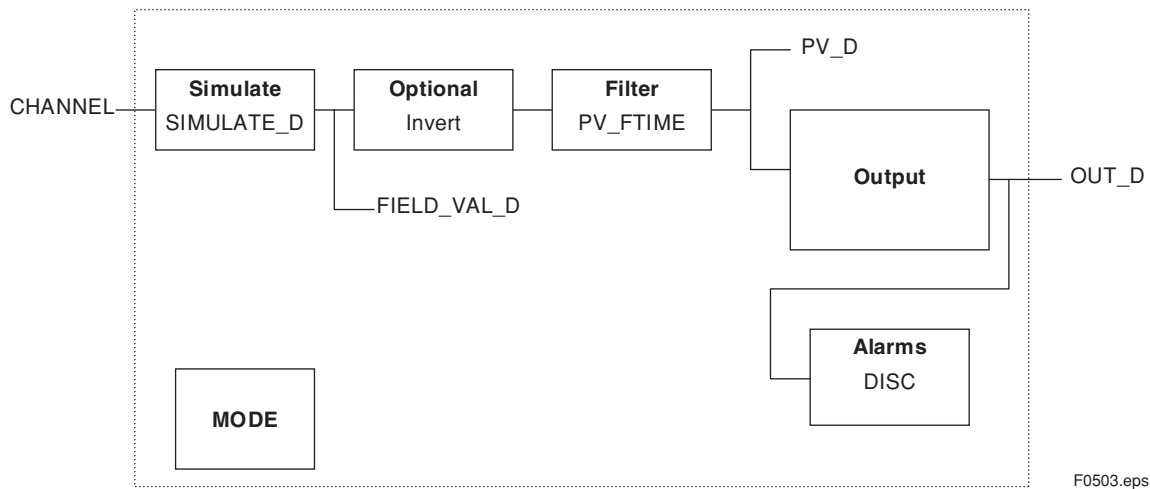 PV_D
Simulate
SIMULATE_D
Optional
Invert
Filter
PV_FTIME
CHANNEL
Output
OUT_D
FIELD_VAL_D
Alarms
DISC
MODE
F0503.eps